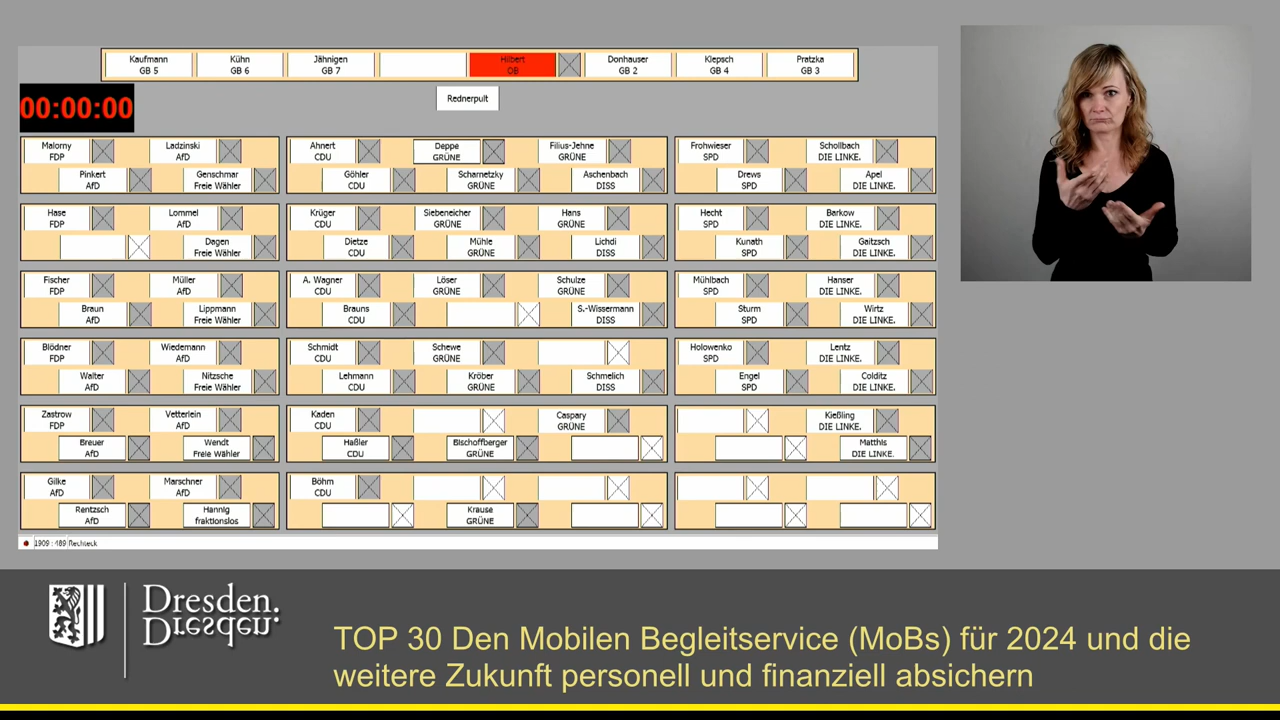 Kaufmann
GB 5
Kühn
GB 6
Jähnigen
GB 7
Hilbert
OB
Donhauser
GB 2
Klepsch
GB 4
Pratzka
GB 3
00:00:00
Rednerpult
Malorny
FDP
Ladzinski
AfD
Pinkert
AfD
Genschmar
Freie Wähler
Ahnert
CDU
Deppe
GRÜNE
Filius-Jehne
GRÜNE
Göhler
CDU
Scharnetzky
GRÜNE
Aschenbach
DISS
Frohwieser
SPD
Schollbach
DIE LINKE.
Drews
SPD
Apel
DIE LINKE.
Hase
FDP
Lommel
AfD
Dagen
Freie Wähler
Krüger
CDU
Siebeneicher
GRÜNE
Hans
GRÜNE
Dietze
CDU
Mühle
GRÜNE
Lichdi
DISS
Hecht
SPD
Barkow
DIE LINKE.
Kunath
SPD
Gaitzsch
DIE LINKE.
Fischer
FDP
Müller
AfD
Braun
AfD
Lippmann
Freie Wähler
A. Wagner
CDU
Löser
GRÜNE
Schulze
GRÜNE
Brauns
CDU
S.-Wissermann
DISS
Mühlbach
SPD
Hanser
DIE LINKE.
Sturm
SPD
Wirtz
DIE LINKE.
Blödner
FDP
Wiedemann
AfD
Walter
AfD
Nitzsche
Freie Wähler
Schmidt
CDU
Schewe
GRÜNE
Lehmann
CDU
Kröber
GRÜNE
Schmelich
DISS
Holowenko
SPD
Lentz
DIE LINKE.
Engel
SPD
Colditz
DIE LINKE.
Zastrow
FDP
Vetterlein
AfD
Breuer
AfD
Wendt
Freie Wähler
Kaden
CDU
Caspary
GRÜNE
Haßler
CDU
Bischoffberger
GRÜNE
Kießling
DIE LINKE.
Matthis
DIE LINKE.
Gilke
AfD
Marschner
AfD
Rentzsch
AfD
Hannig
fraktionslos
Böhm
CDU
Krause
GRÜNE
1909 : 489 Rechteck
Dresden.
Dresden.
TOP 30 Den Mobilen Begleitservice (MoBs) für 2024 und die
weitere Zukunft personell und finanziell absichern